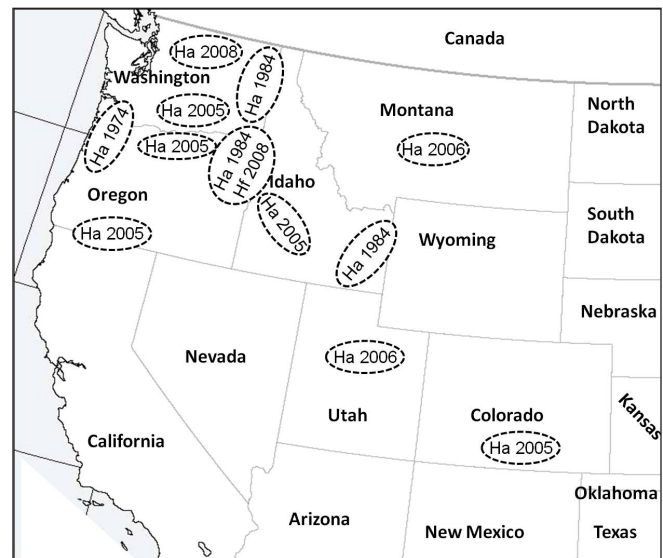 Canada
Ha 2008
Washington
Ha 1984
Ha 2005
Montana
North
Dakota
Ha 1974
Ha 2005
Ha 2006
Ha 1984
Hf 2008
Idaho
Oregon
Ha 2005
South
Dakota
Ha 2005
Wyoming
Ha 1984
Nebraska
Nevada
Ha 2006
Utah
Colorado
Kansas
California
Ha 2005
Oklahoma
Arizona
New Mexico
Texas